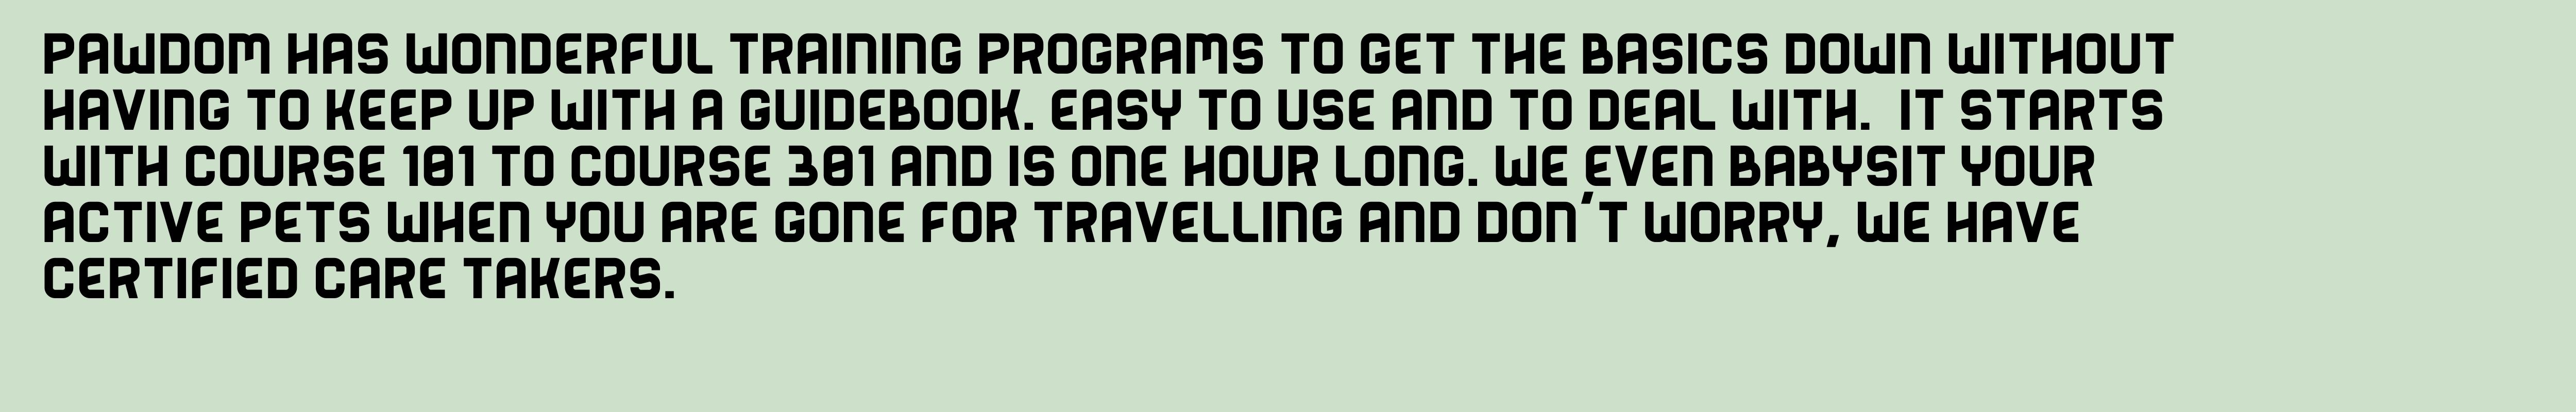 PAWDOM HAS WONDERFUL TRAINING PROGRAMS TO GET THE BASICS DOWN WITHOUT
HAVING TO KEEP UP WITH A GUIDEBOOK. EASY TO USE AND TO DEAL WITH.  IT STARTS
WITH COURSE 101 TO COURSE 301 AND IS ONE HOUR LONG. WE EVEN BABYSIT YOUR
ACTIVE PETS WHEN YOU ARE GONE FOR TRAVELLING AND DON'T WORRY, WE HAVE
CERTIFIED CARE TAKERS.